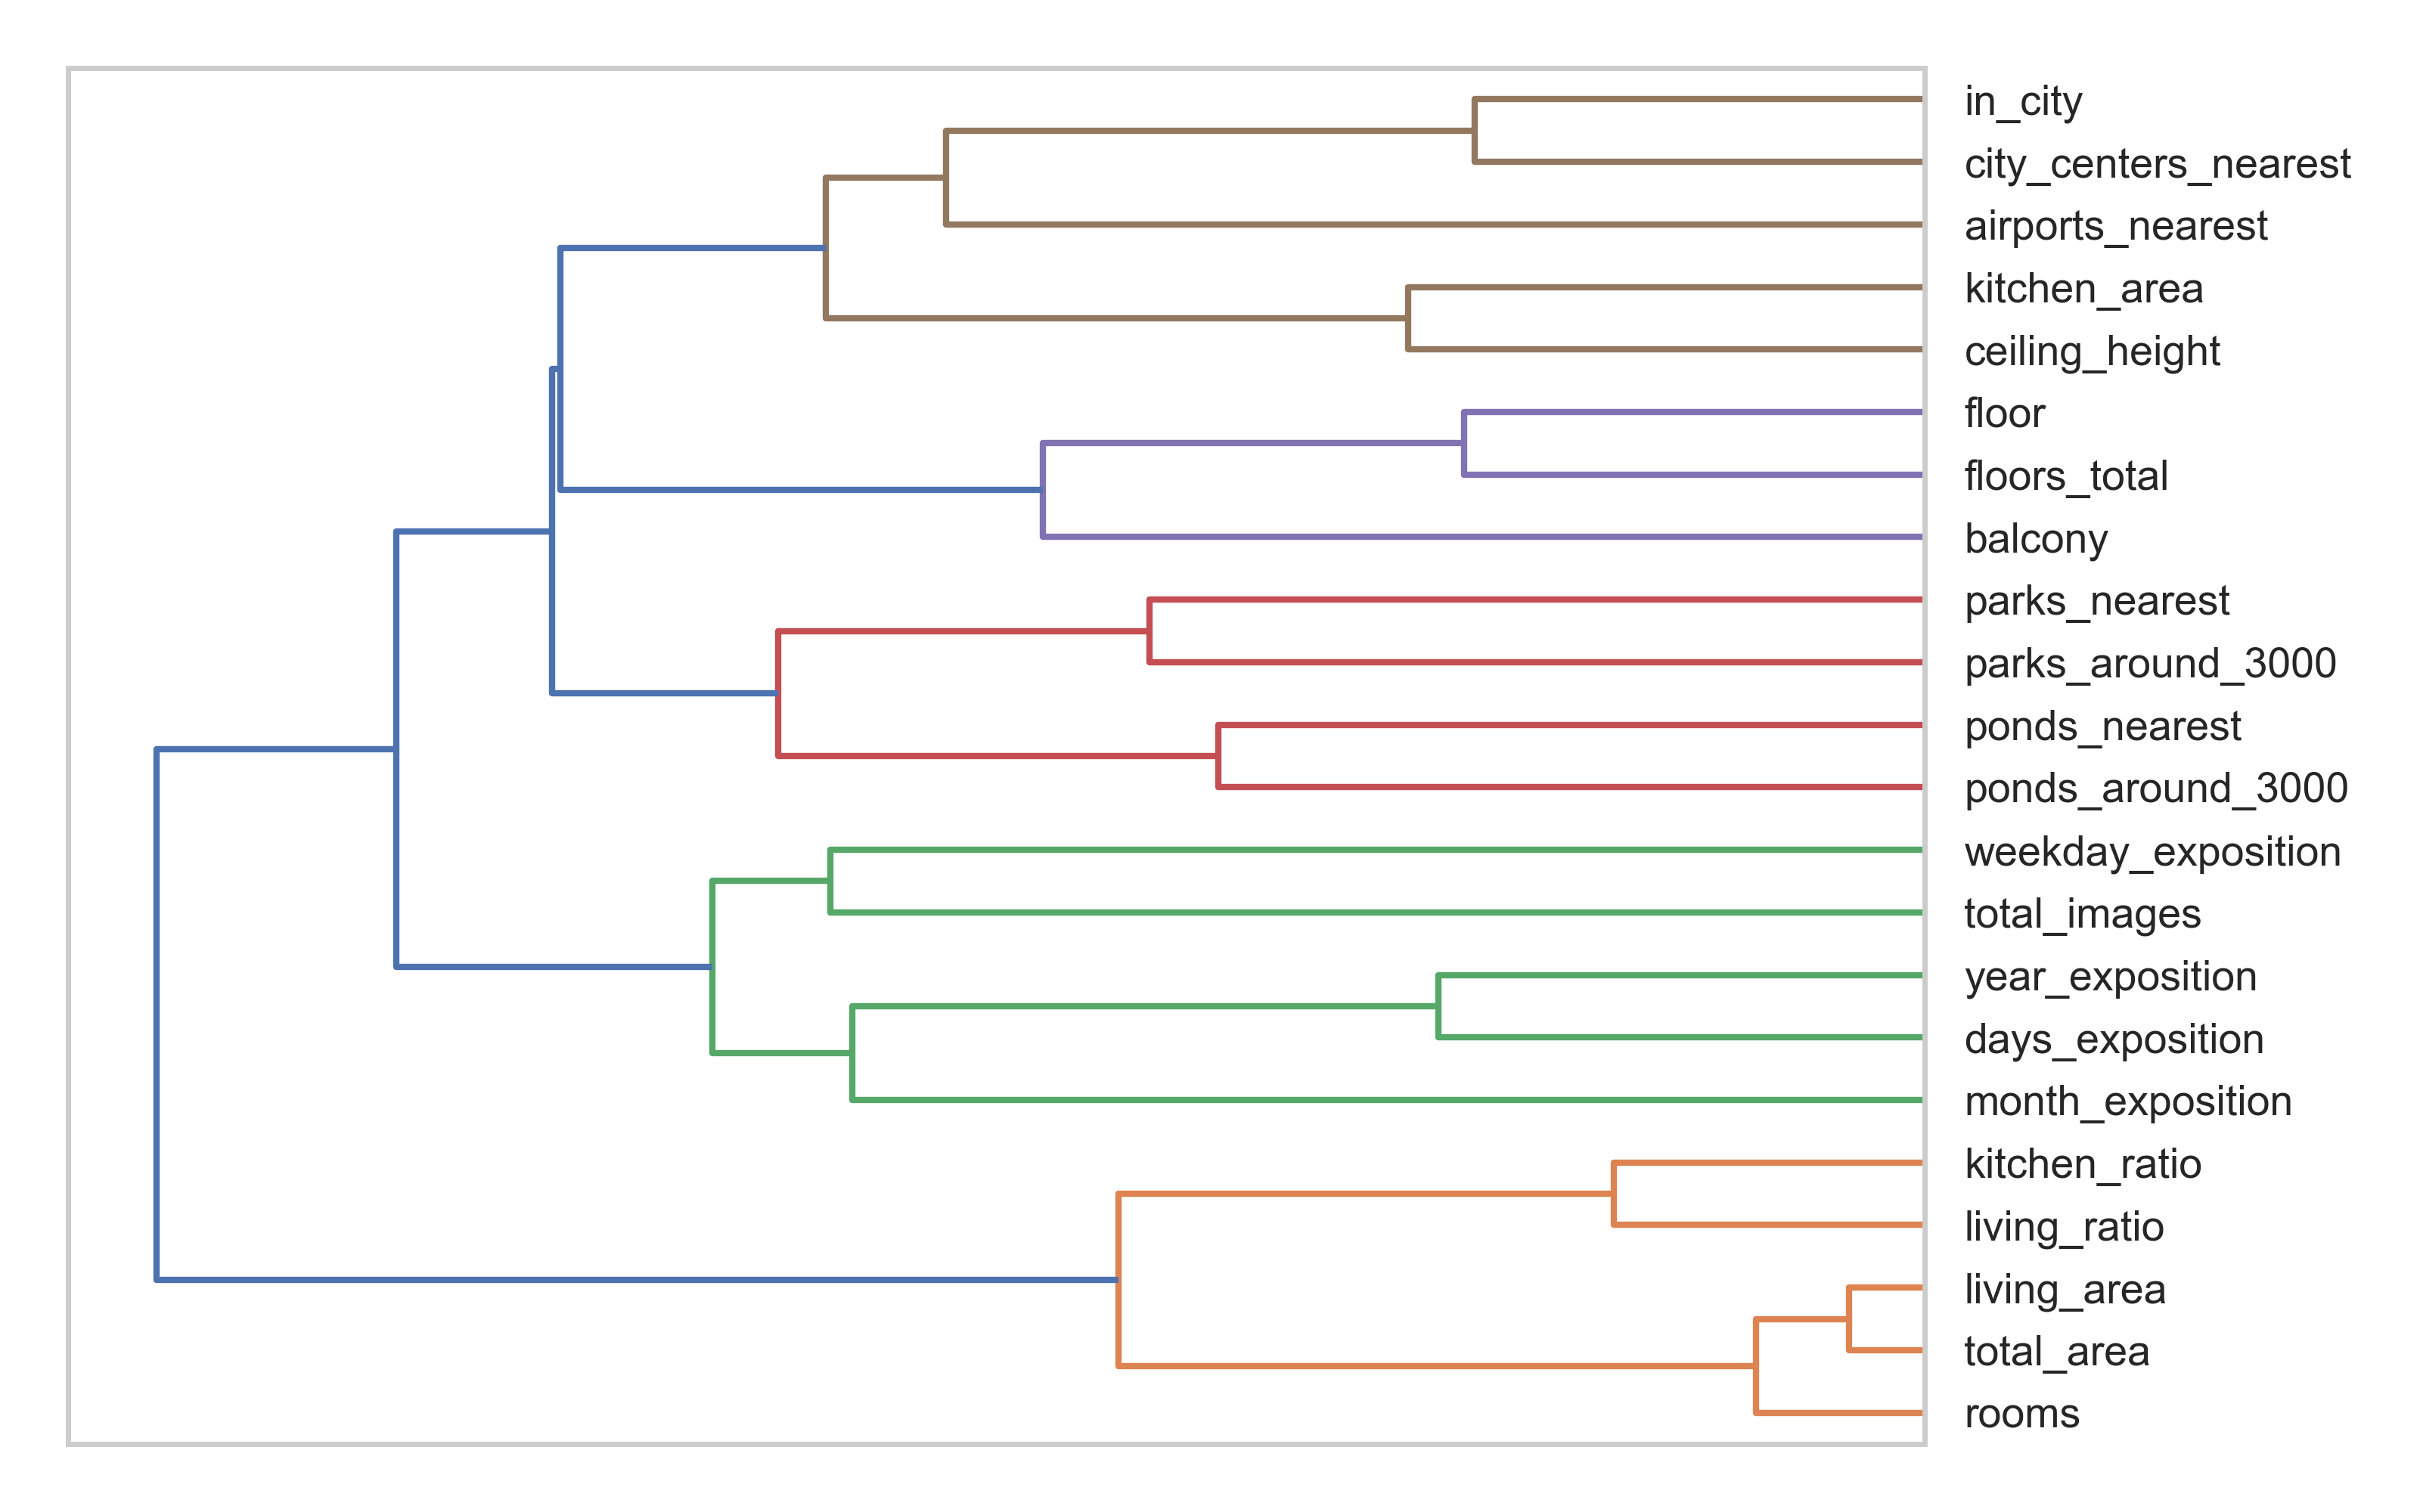 in_city
city_centers_nearest
airports_nearest
kitchen_area
ceiling_height
floor
floors_total
balcony
parks_nearest
parks_around_3000
ponds_nearest
ponds_around_3000
weekday_exposition
total_images
year_exposition
days_exposition
month_exposition
kitchen_ratio
living_ratio
living_area
total_area
rooms